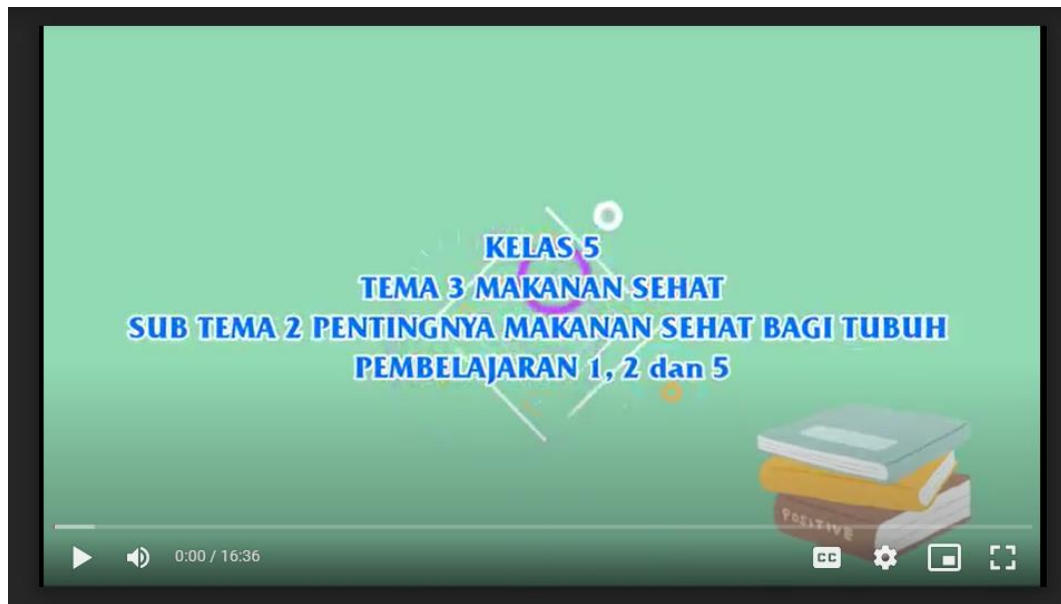 KELAS 5
TEMA 3 MAKANAN SEHAT
SUB TEMA 2 PENTINGNYA MAKANAN SEHAT BAGI TUBUH
PEMBELAJARAN 1, 2 dan 5
POSITIVE
0:00 / 16:36
CC